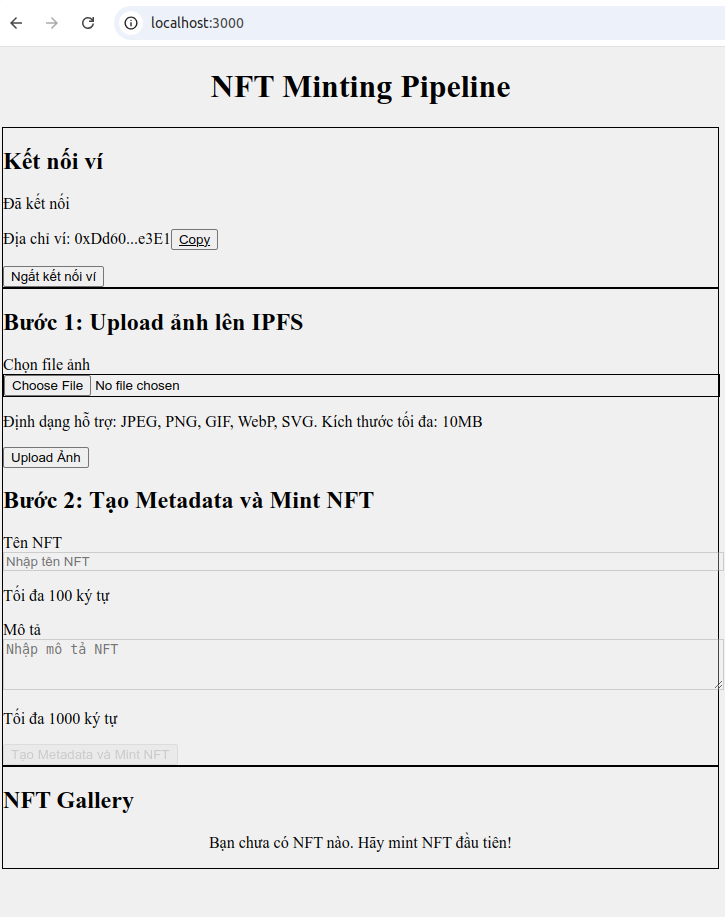 localhost:3000
NFT Minting Pipeline
Kết nối ví
Đã kết nối
Địa chỉ ví: 0xDd60...e3E1 Copy
Ngắt kết nối ví
Bước 1: Upload ảnh lên IPFS
Chọn file ảnh
Choose File No file chosen
Định dạng hỗ trợ: JPEG, PNG, GIF, WebP, SVG. Kích thước tối đa: 10MB
Upload Ảnh
Bước 2: Tạo Metadata và Mint NFT
Tên NFT
Nhập tên NFT
Tối đa 100 ký tự
Mô tả
Nhập mô tả NFT
Tối đa 1000 ký tự
Tạo Metadata và Mint NFT
NFT Gallery
Bạn chưa có NFT nào. Hãy mint NFT đầu tiên!